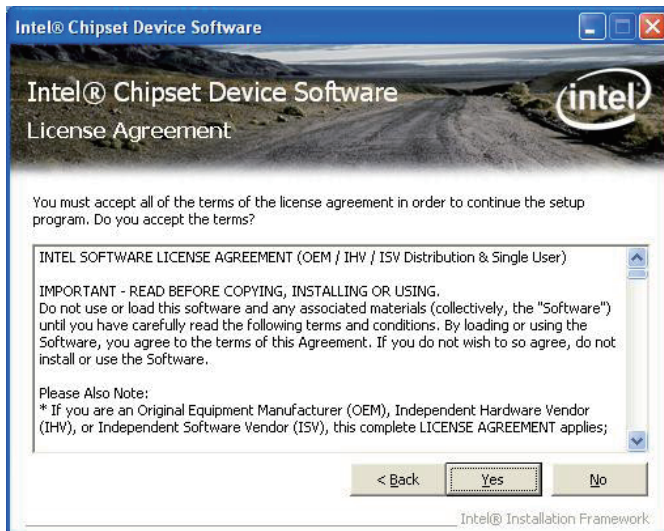 Intel® Chipset Device Software
Intel® Chipset Device Software
intel
License Agreement
You must accept all of the terms of the license agreement in order to continue the setup
program. Do you accept the terms?
INTEL SOFTWARE LICENSE AGREEMENT (OEM / IHV / ISV Distribution & Single User)
IMPORTANT - READ BEFORE COPYING, INSTALLING OR USING.
Do not use or load this software and any associated materials (collectively, the "Software")
until you have carefully read the following terms and conditions. By loading or using the
Software, you agree to the terms of this Agreement. If you do not wish to so agree, do not
install or use the Software.
Please Also Note:
* If you are an Original Equipment Manufacturer (OEM), Independent Hardware Vendor
(IHV), or Independent Software Vendor (ISV), this complete LICENSE AGREEMENT applies;
< Back Yes No
Intel® Installation Framework